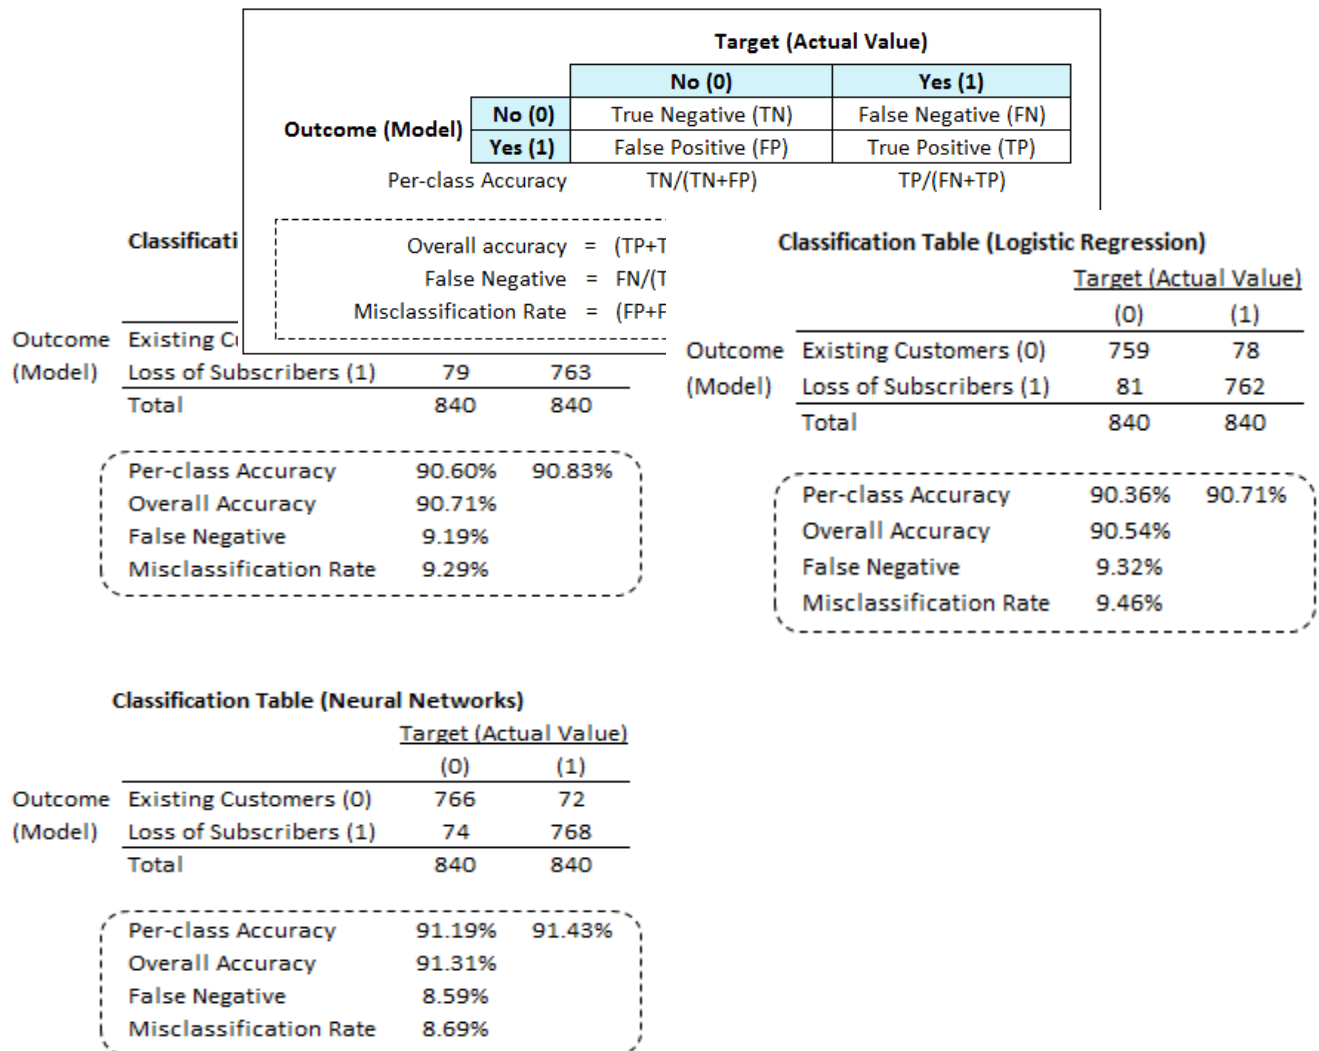 Target (Actual Value)
No (0) Yes (1)
Outcome (Model) No (0) True Negative (TN) False Negative (FN)
Yes (1) False Positive (FP) True Positive (TP)
Per-class Accuracy TN/(TN+FP) TP/(FN+TP)
Overall accuracy = (TP+T
False Negative = FN/(T
Misclassification Rate = (FP+F
Classificati
Outcome Existing Cu
(Model) Loss of Subscribers (1) 79 763
Total 840 840
Per-class Accuracy 90.60% 90.83%
Overall Accuracy 90.71%
False Negative 9.19%
Misclassification Rate 9.29%
Classification Table (Logistic Regression)
Target (Actual Value)
(0) (1)
Outcome Existing Customers (0) 759 78
(Model) Loss of Subscribers (1) 81 762
Total 840 840
Per-class Accuracy 90.36% 90.71%
Overall Accuracy 90.54%
False Negative 9.32%
Misclassification Rate 9.46%
Classification Table (Neural Networks)
Target (Actual Value)
(0) (1)
Outcome Existing Customers (0) 766 72
(Model) Loss of Subscribers (1) 74 768
Total 840 840
Per-class Accuracy 91.19% 91.43%
Overall Accuracy 91.31%
False Negative 8.59%
Misclassification Rate 8.69%